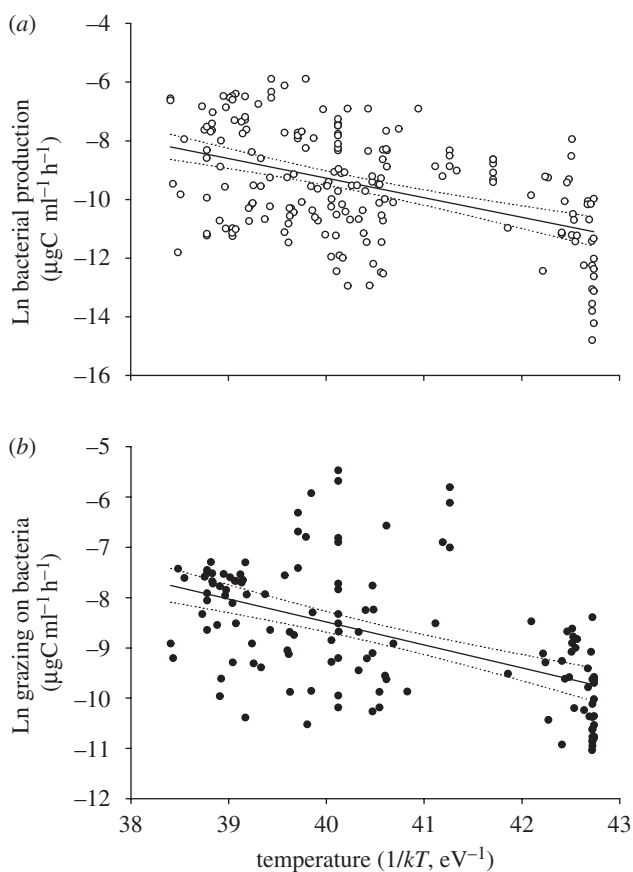 (a)
−4
−6
−8
−10
−12
−14
−16
Ln bacterial production
(µgC ml⁻¹ h⁻¹)
(b)
−5
−6
−7
−8
−9
−10
−11
−12
Ln grazing on bacteria
(µgC ml⁻¹ h⁻¹)
38 39 40 41 42 43
temperature (1/kT, eV⁻¹)